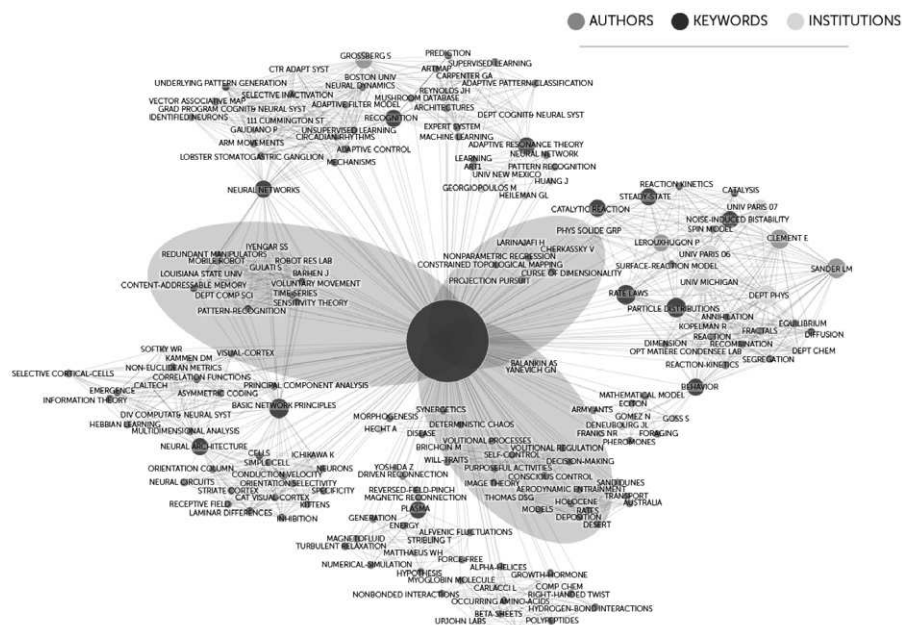 AUTHORS KEYWORDS INSTITUTIONS
GROSSBERG S
PREDICTION
SUPERVISED LEARNING
CTR ADAPT SYST
ARTMAP
CARPENTER GA
BOSTON UNIV
UNDERLYING PATTERN GENERATION
NEURAL DYNAMICS
REYNOLDS JH
ADAPTIVE PATTERN CLASSIFICATION
SELECTIVE INACTIVATION
MUSHROOM DATABASE
VECTOR ASSOCIATIVE MAP
ADAPTIVE FILTER MODEL
ARCHITECTURES
GRAD PROGRAM COGNIT& NEURAL SYST
IDENTIFIED NEURONS
111 CUMMINGTON ST
RECOGNITION
DEPT COGNIT& NEURAL SYST
GAUDIANO P
UNSUPERVISED LEARNING
EXPERT SYSTEM
CIRCADIAN-RHYTHMS
MACHINE LEARNING
ARM MOVEMENTS
ADAPTIVE RESONANCE THEORY
ADAPTIVE CONTROL
NEURAL NETWORK
LOBSTER STOMATOGASTRIC GANGLION
MECHANISMS
LEARNING
ART1
PATTERN RECOGNITION
UNIV NEW MEXICO
HUANG J
NEURAL NETWORKS
GEORGIOPOULOS M
HEILEMAN GL
REACTION KINETICS
STEADY-STATE
CATALYSIS
CATALYTIC REACTION
UNIV PARIS 07
NOISE-INDUCED BISTABILITY
PHYS SOLIDE GRP
SPIN MODEL
LEROUXHUGON P
CLEMENT E
IYENGAR SS
LARINAJAFI H
CHERKASSKY V
UNIV PARIS 06
REDUNDANT MANIPULATORS
MOBILE ROBOT
ROBOT RES LAB
NONPARAMETRIC REGRESSION
CONSTRAINED TOPOLOGICAL MAPPING
SURFACE-REACTION MODEL
SANDER LM
GULATI S
BARHEN J
CURSE OF DIMENSIONALITY
LOUISIANA STATE UNIV
VOLUNTARY MOVEMENT
PROJECTION PURSUIT
UNIV MICHIGAN
CONTENT-ADDRESSABLE MEMORY
DEPT COMP SCI
TIME-SERIES
SENSITIVITY THEORY
RATE LAWS
DEPT PHYS
PATTERN-RECOGNITION
PARTICLE DISTRIBUTIONS
ANNIHILATION
KOPELMAN R
EQUILIBRIUM
FRACTALS
DIFFUSION
REACTION
RECOMBINATION
DIMENSION
OPT MATIERE CONDENSEE LAB
DEPT CHEM
SEGREGATION
REACTION-KINETICS
SOFTKY WR
KAMMEN DM
VISUAL-CORTEX
NON-EUCLIDEAN METRICS
BALANKIN AS
YANEVICH GN
SELECTIVE CORTICAL-CELLS
CORRELATION FUNCTIONS
CALTECH
PRINCIPAL COMPONENT ANALYSIS
BEHAVIOR
EMERGENCE
ASYMMETRIC CODING
MATHEMATICAL MODEL
INFORMATION THEORY
BASIC NETWORK PRINCIPLES
ECITON
DIV COMPUTAT& NEURAL SYST
MORPHOGENESIS
SYNERGETICS
ARMY ANTS
GOMEZ N
GOSS S
HEBBIAN LEARNING
MULTIDIMENSIONAL ANALYSIS
HECHT A
DETERMINISTIC CHAOS
DENEUBOURG JL
FORAGING
DISEASE
FRANKS NR
PHEROMONES
NEURAL ARCHITECTURE
VOLITIONAL PROCESSES
BRICHCIN M
VOLITIONAL REGULATION
CELLS
ICHIKAWA K
SELF-CONTROL
SIMPLE CELL
WILL-TRAITS
DECISION-MAKING
ORIENTATION COLUMN
NEURONS
YOSHIDA Z
PURPOSEFUL ACTIVITIES
CONDUCTION VELOCITY
DRIVEN RECONNECTION
CONSCIOUS CONTROL
NEURAL CIRCUITS
ORIENTATION SELECTIVITY
IMAGE THEORY
SAND DUNES
STRIATE CORTEX
SPECIFICITY
REVERSED-FIELD-PINCH
AERODYNAMIC ENTRAINMENT
CAT VISUAL-CORTEX
MAGNETIC RECONNECTION
THOMAS DSG
TRANSPORT
RECEPTIVE FIELD
KITTENS
HOLOCENE
AUSTRALIA
LAMINAR DIFFERENCES
PLASMA
MODELS
RATES
INHIBITION
GENERATION
DEPOSITION
ENERGY
DESERT
ALFVENIC FLUCTUATIONS
MAGNETOFLUID
STRIBLING T
TURBULENT RELAXATION
MATTHAEUS WH
FORCE-FREE
NUMERICAL-SIMULATION
ALPHA-HELICES
HYPOTHESIS
GROWTH-HORMONE
MYOGLOBIN MOLECULE
COMP CHEM
CARLACCI L
NONBONDED INTERACTIONS
RIGHT-HANDED TWIST
OCCURRING AMINO-ACIDS
HYDROGEN-BOND INTERACTIONS
BETA-SHEETS
UPJOHN LABS
POLYPEPTIDES